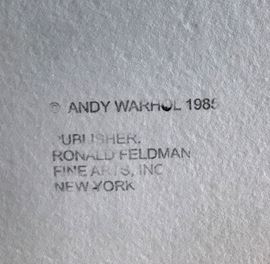 © ANDY WARHOL 1985
PUBLISHER.
RONALD FELDMAN
FINE ARTS, INC
NEW YORK